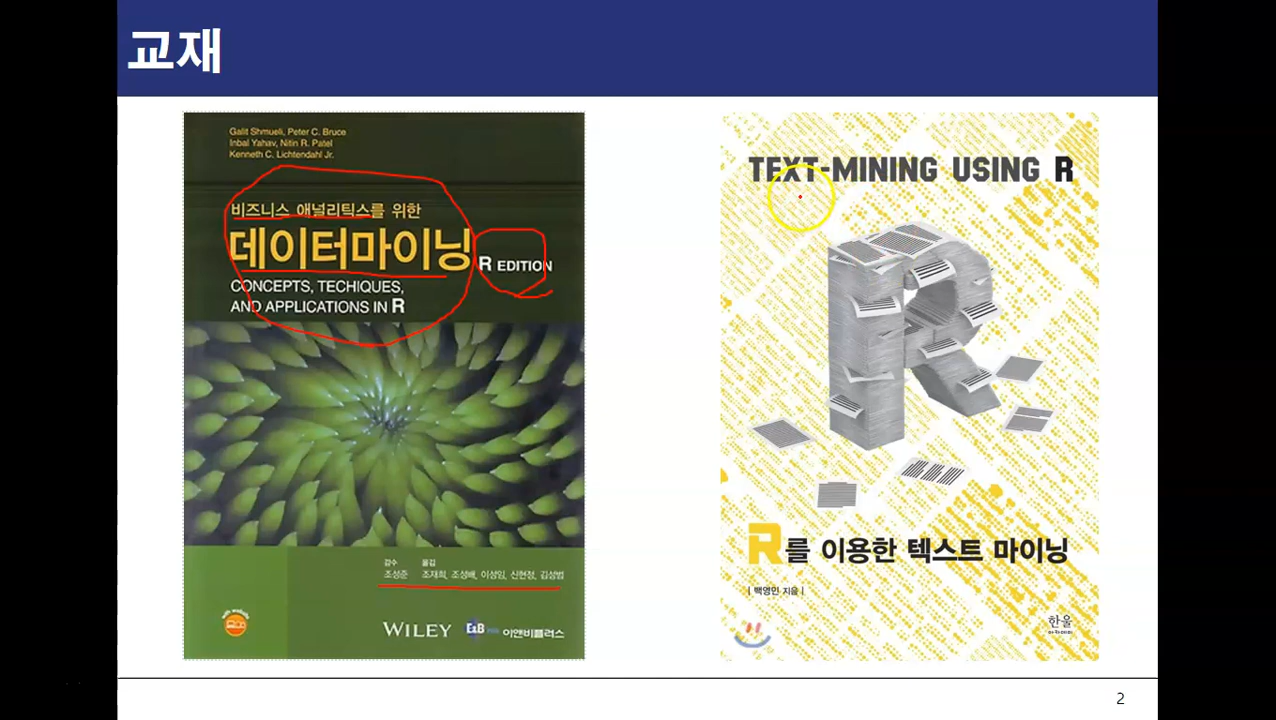 교재
Galit Shmueli, Peter C. Bruce
Inbal Yahav, Nitin R. Patel
Kenneth C. Lichtendahl Jr.
비즈니스 애널리틱스를 위한
데이터마이닝
R EDITION
CONCEPTS, TECHIQUES,
AND APPLICATIONS IN R
감수 옮김
조성준 조재희, 조성배, 이성임, 신현정, 김성범
WILEY E&B 이앤비플러스
TEXT-MINING USING R
R를 이용한 텍스트 마이닝
| 백영민 지음 |
한울
아카데미
2